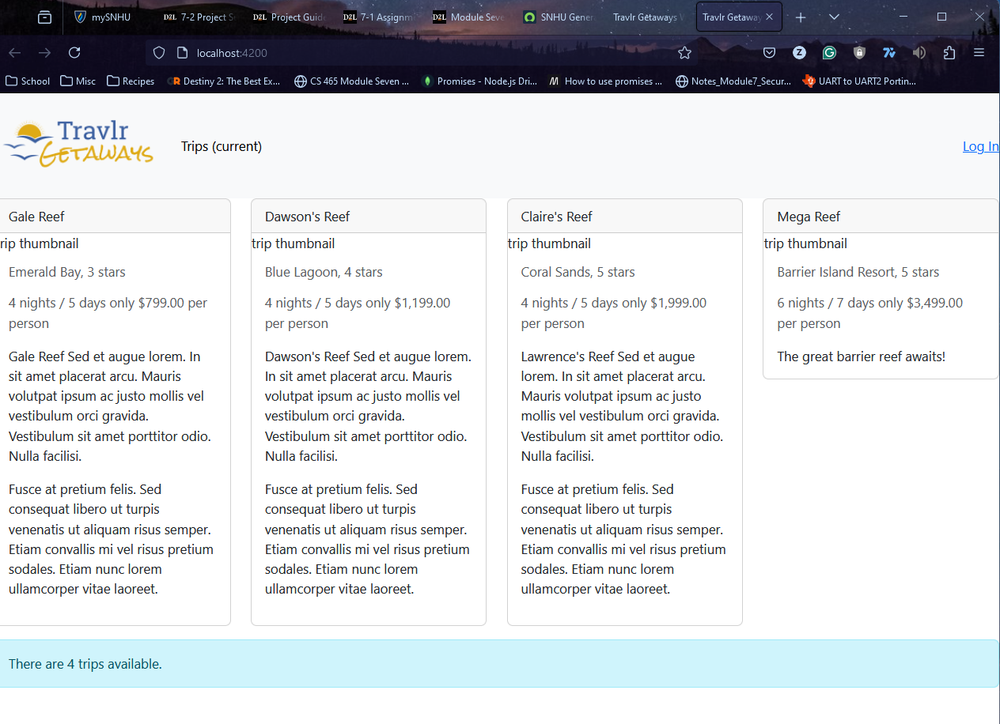 mySNHU
7-2 Project S
Project Guide
7-1 Assignm
Module Seve
SNHU Gener
Travlr Getaways
Travlr Getaway
localhost:4200
School
Misc
Recipes
Destiny 2: The Best Ex...
CS 465 Module Seven ...
Promises - Node.js Dri...
How to use promises ...
Notes_Module7_Secur...
UART to UART2 Portin...
Travlr
GETAWAYS
Trips (current)
Log In
Gale Reef
rip thumbnail
Emerald Bay, 3 stars
4 nights / 5 days only $799.00 per
person
Gale Reef Sed et augue lorem. In
sit amet placerat arcu. Mauris
volutpat ipsum ac justo mollis vel
vestibulum orci gravida.
Vestibulum sit amet porttitor odio.
Nulla facilisi.
Fusce at pretium felis. Sed
consequat libero ut turpis
venenatis ut aliquam risus semper.
Etiam convallis mi vel risus pretium
sodales. Etiam nunc lorem
ullamcorper vitae laoreet.
Dawson's Reef
trip thumbnail
Blue Lagoon, 4 stars
4 nights / 5 days only $1,199.00
per person
Dawson's Reef Sed et augue lorem.
In sit amet placerat arcu. Mauris
volutpat ipsum ac justo mollis vel
vestibulum orci gravida.
Vestibulum sit amet porttitor odio.
Nulla facilisi.
Fusce at pretium felis. Sed
consequat libero ut turpis
venenatis ut aliquam risus semper.
Etiam convallis mi vel risus pretium
sodales. Etiam nunc lorem
ullamcorper vitae laoreet.
Claire's Reef
trip thumbnail
Coral Sands, 5 stars
4 nights / 5 days only $1,999.00
per person
Lawrence's Reef Sed et augue
lorem. In sit amet placerat arcu.
Mauris volutpat ipsum ac justo
mollis vel vestibulum orci gravida.
Vestibulum sit amet porttitor odio.
Nulla facilisi.
Fusce at pretium felis. Sed
consequat libero ut turpis
venenatis ut aliquam risus semper.
Etiam convallis mi vel risus pretium
sodales. Etiam nunc lorem
ullamcorper vitae laoreet.
Mega Reef
trip thumbnail
Barrier Island Resort, 5 stars
6 nights / 7 days only $3,499.00
per person
The great barrier reef awaits!
There are 4 trips available.